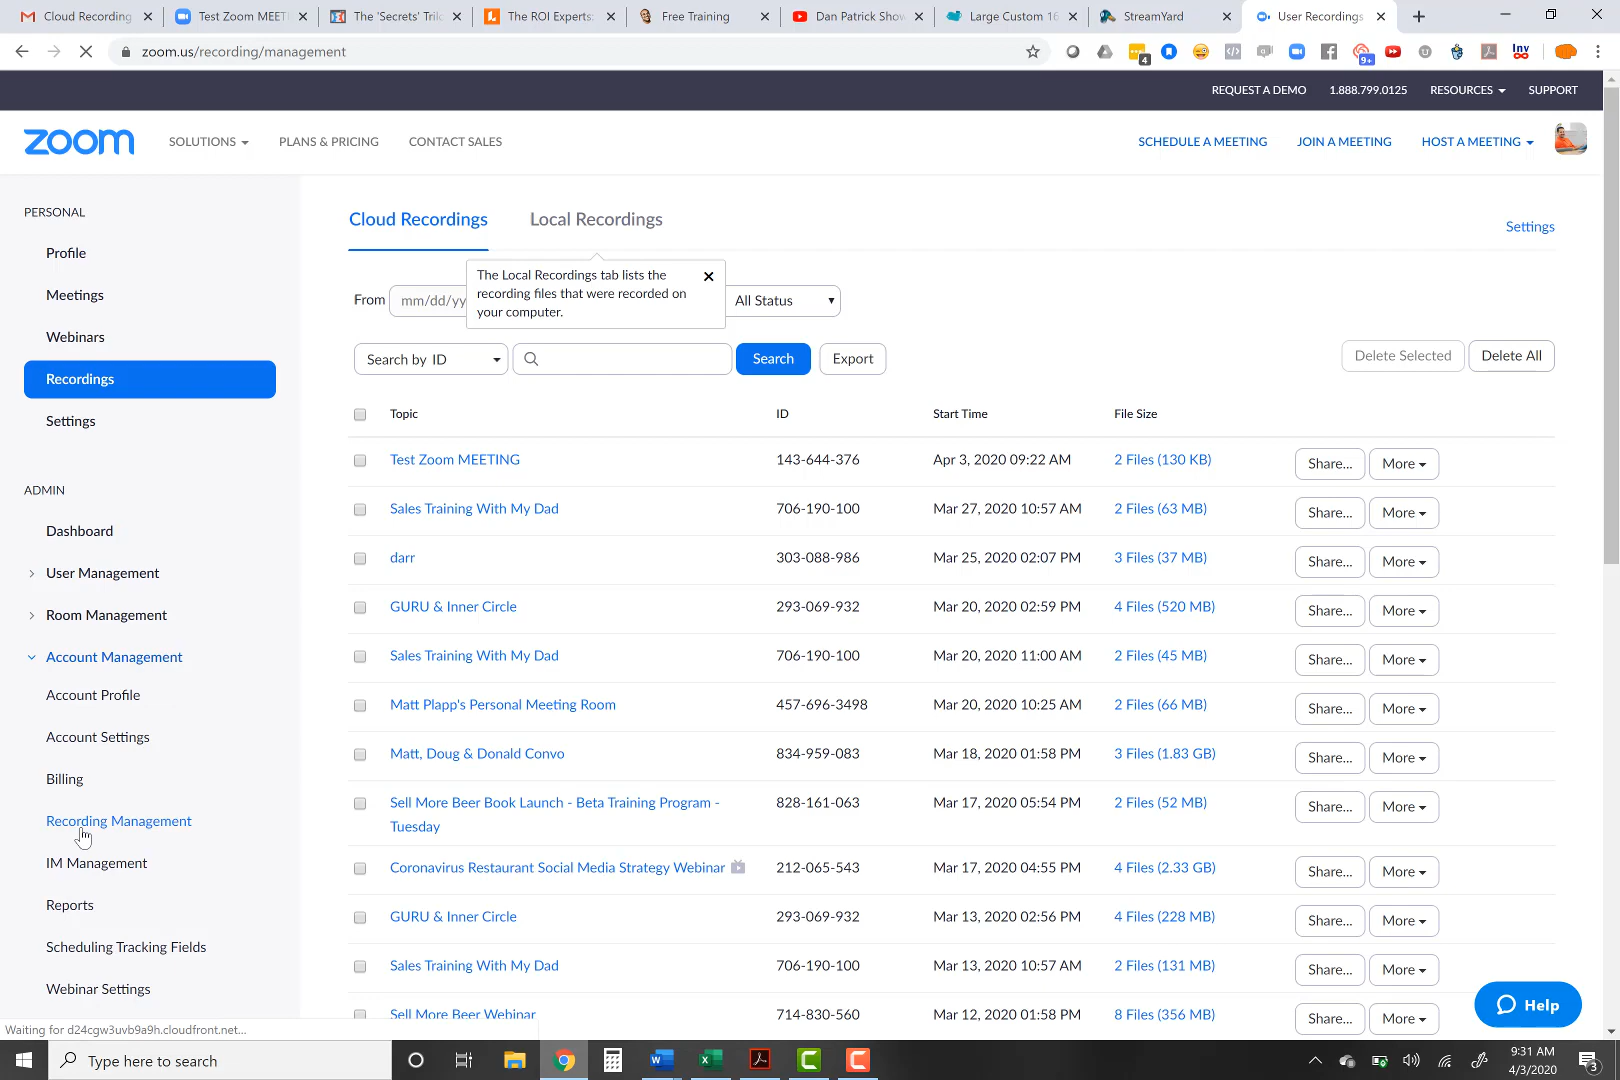 Cloud Recording
Test Zoom MEET
The 'Secrets' Tril
The ROI Experts:
Free Training
Dan Patrick Show
Large Custom 16
StreamYard
User Recordings
zoom.us/recording/management
4
9+
Inv
REQUEST A DEMO 1.888.799.0125 RESOURCES SUPPORT
zoom SOLUTIONS PLANS & PRICING CONTACT SALES SCHEDULE A MEETING JOIN A MEETING HOST A MEETING
PERSONAL
Profile
Meetings
Webinars
Recordings
Settings
ADMIN
Dashboard
User Management
Room Management
Account Management
Account Profile
Account Settings
Billing
Recording Management
IM Management
Reports
Scheduling Tracking Fields
Webinar Settings
Waiting for d24cgw3uvb9a9h.cloudfront.net...
Cloud Recordings Local Recordings
Settings
The Local Recordings tab lists the
recording files that were recorded on
your computer.
From mm/dd/yy All Status
Search by ID Search Export Delete Selected Delete All
Topic ID Start Time File Size
Test Zoom MEETING 143-644-376 Apr 3, 2020 09:22 AM 2 Files (130 KB) Share... More
Sales Training With My Dad 706-190-100 Mar 27, 2020 10:57 AM 2 Files (63 MB) Share... More
darr 303-088-986 Mar 25, 2020 02:07 PM 3 Files (37 MB) Share... More
GURU & Inner Circle 293-069-932 Mar 20, 2020 02:59 PM 4 Files (520 MB) Share... More
Sales Training With My Dad 706-190-100 Mar 20, 2020 11:00 AM 2 Files (45 MB) Share... More
Matt Plapp's Personal Meeting Room 457-696-3498 Mar 20, 2020 10:25 AM 2 Files (66 MB) Share... More
Matt, Doug & Donald Convo 834-959-083 Mar 18, 2020 01:58 PM 3 Files (1.83 GB) Share... More
Sell More Beer Book Launch - Beta Training Program - 828-161-063 Mar 17, 2020 05:54 PM 2 Files (52 MB) Share... More
Tuesday
Coronavirus Restaurant Social Media Strategy Webinar 212-065-543 Mar 17, 2020 04:55 PM 4 Files (2.33 GB) Share... More
GURU & Inner Circle 293-069-932 Mar 13, 2020 02:56 PM 4 Files (228 MB) Share... More
Sales Training With My Dad 706-190-100 Mar 13, 2020 10:57 AM 2 Files (131 MB) Share... More
Sell More Beer Webinar 714-830-560 Mar 12, 2020 01:58 PM 8 Files (356 MB) Share... More
Help
Type here to search
9:31 AM
4/3/2020
3